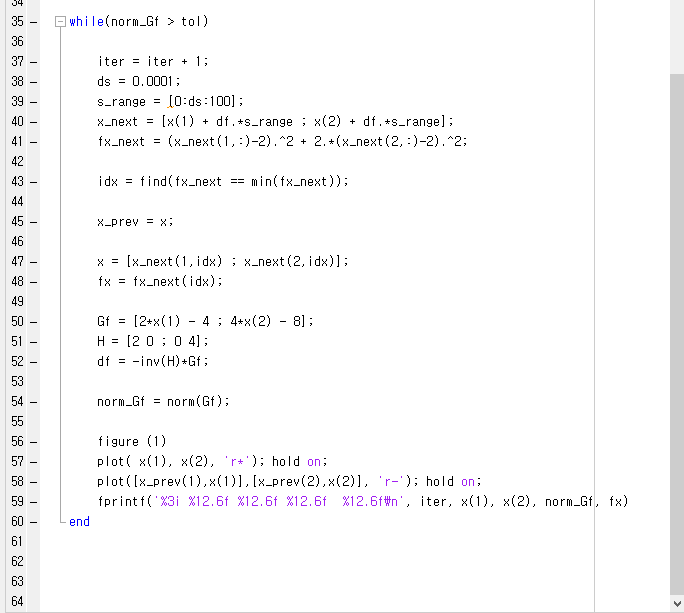 34
35 – while(norm_Gf > tol)
36
37 – iter = iter + 1;
38 – ds = 0.0001;
39 – s_range = [0:ds:100];
40 – x_next = [x(1) + df.*s_range ; x(2) + df.*s_range];
41 – fx_next = (x_next(1,:)-2).^2 + 2.*(x_next(2,:)-2).^2;
42
43 – idx = find(fx_next == min(fx_next));
44
45 – x_prev = x;
46
47 – x = [x_next(1,idx) ; x_next(2,idx)];
48 – fx = fx_next(idx);
49
50 – Gf = [2*x(1) - 4 ; 4*x(2) - 8];
51 – H = [2 0 ; 0 4];
52 – df = -inv(H)*Gf;
53
54 – norm_Gf = norm(Gf);
55
56 – figure (1)
57 – plot( x(1), x(2), 'r*'); hold on;
58 – plot([x_prev(1),x(1)],[x_prev(2),x(2)], 'r-'); hold on;
59 – fprintf('%3i %12.6f %12.6f %12.6f  %12.6f₩n', iter, x(1), x(2), norm_Gf, fx)
60 – end
61
62
63
64